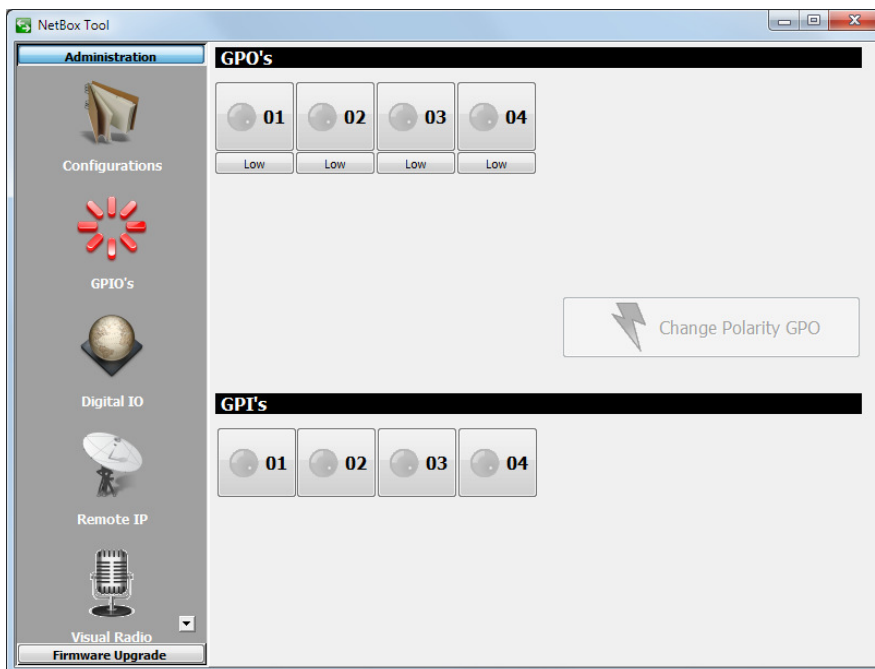 NetBox Tool
Administration
Configurations
GPIO's
Digital IO
Remote IP
Visual Radio
Firmware Upgrade
GPO's
01 02 03 04
Low Low Low Low
Change Polarity GPO
GPI's
01 02 03 04